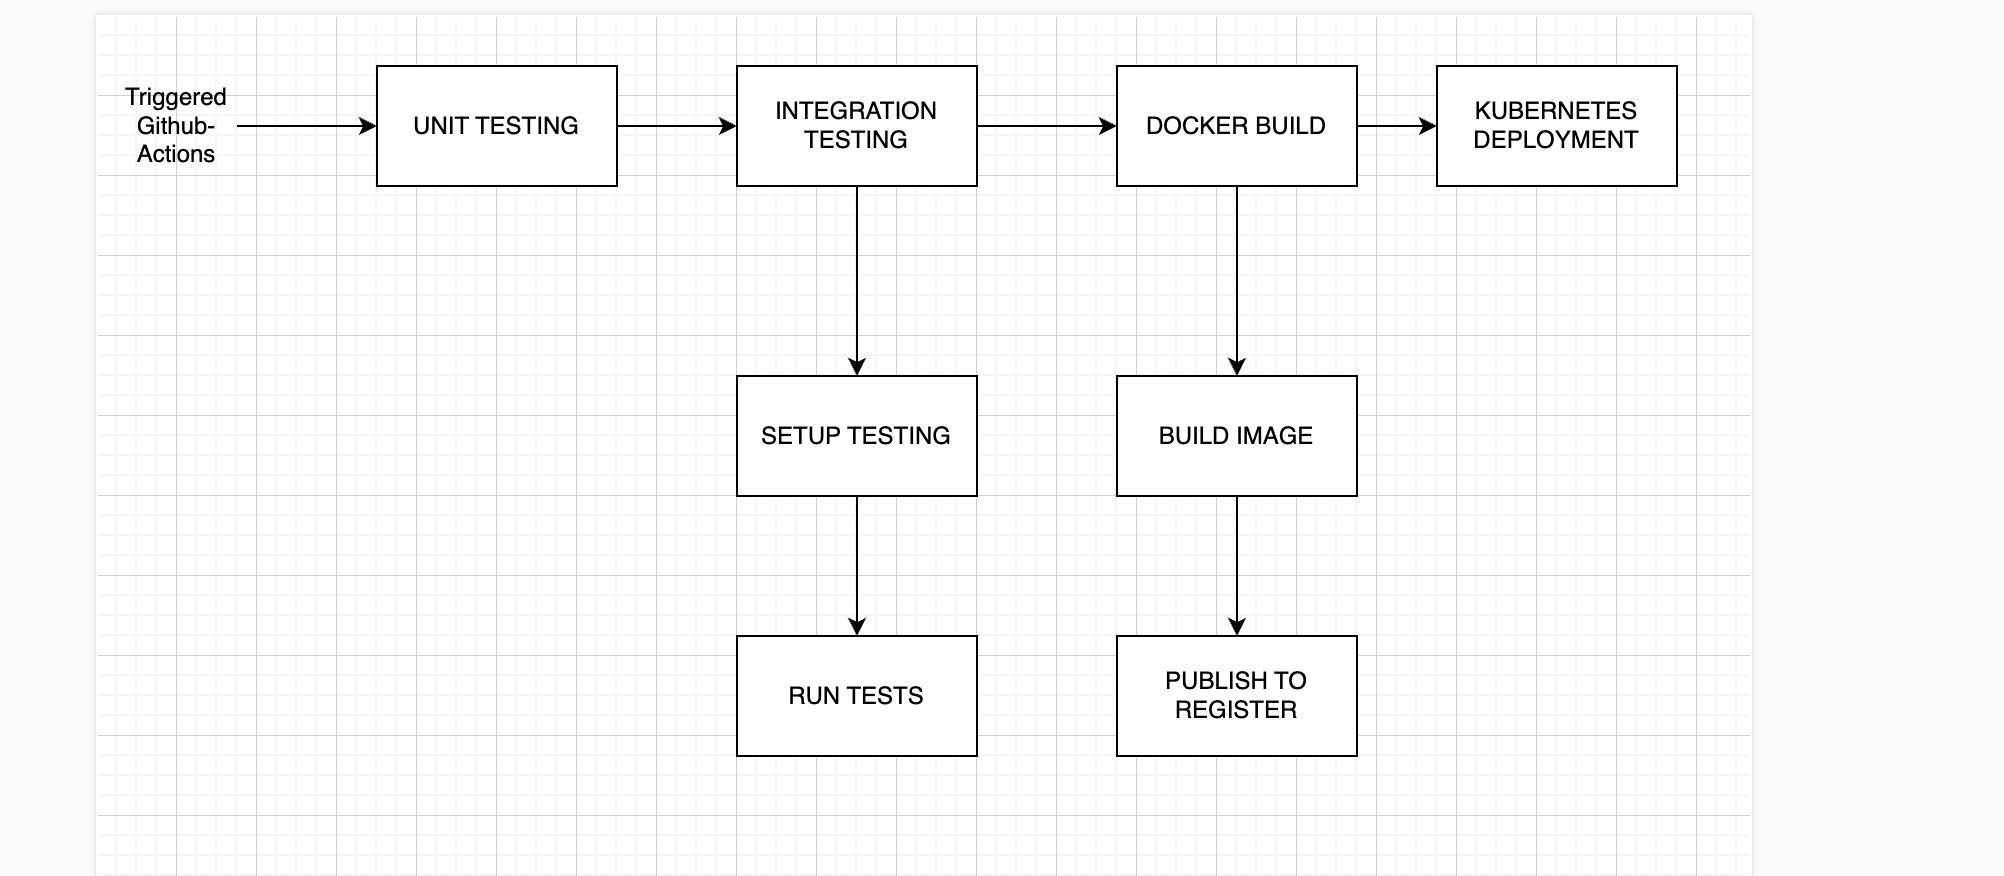 Triggered
Github-
Actions
UNIT TESTING
INTEGRATION
TESTING
DOCKER BUILD
KUBERNETES
DEPLOYMENT
SETUP TESTING
BUILD IMAGE
RUN TESTS
PUBLISH TO
REGISTER